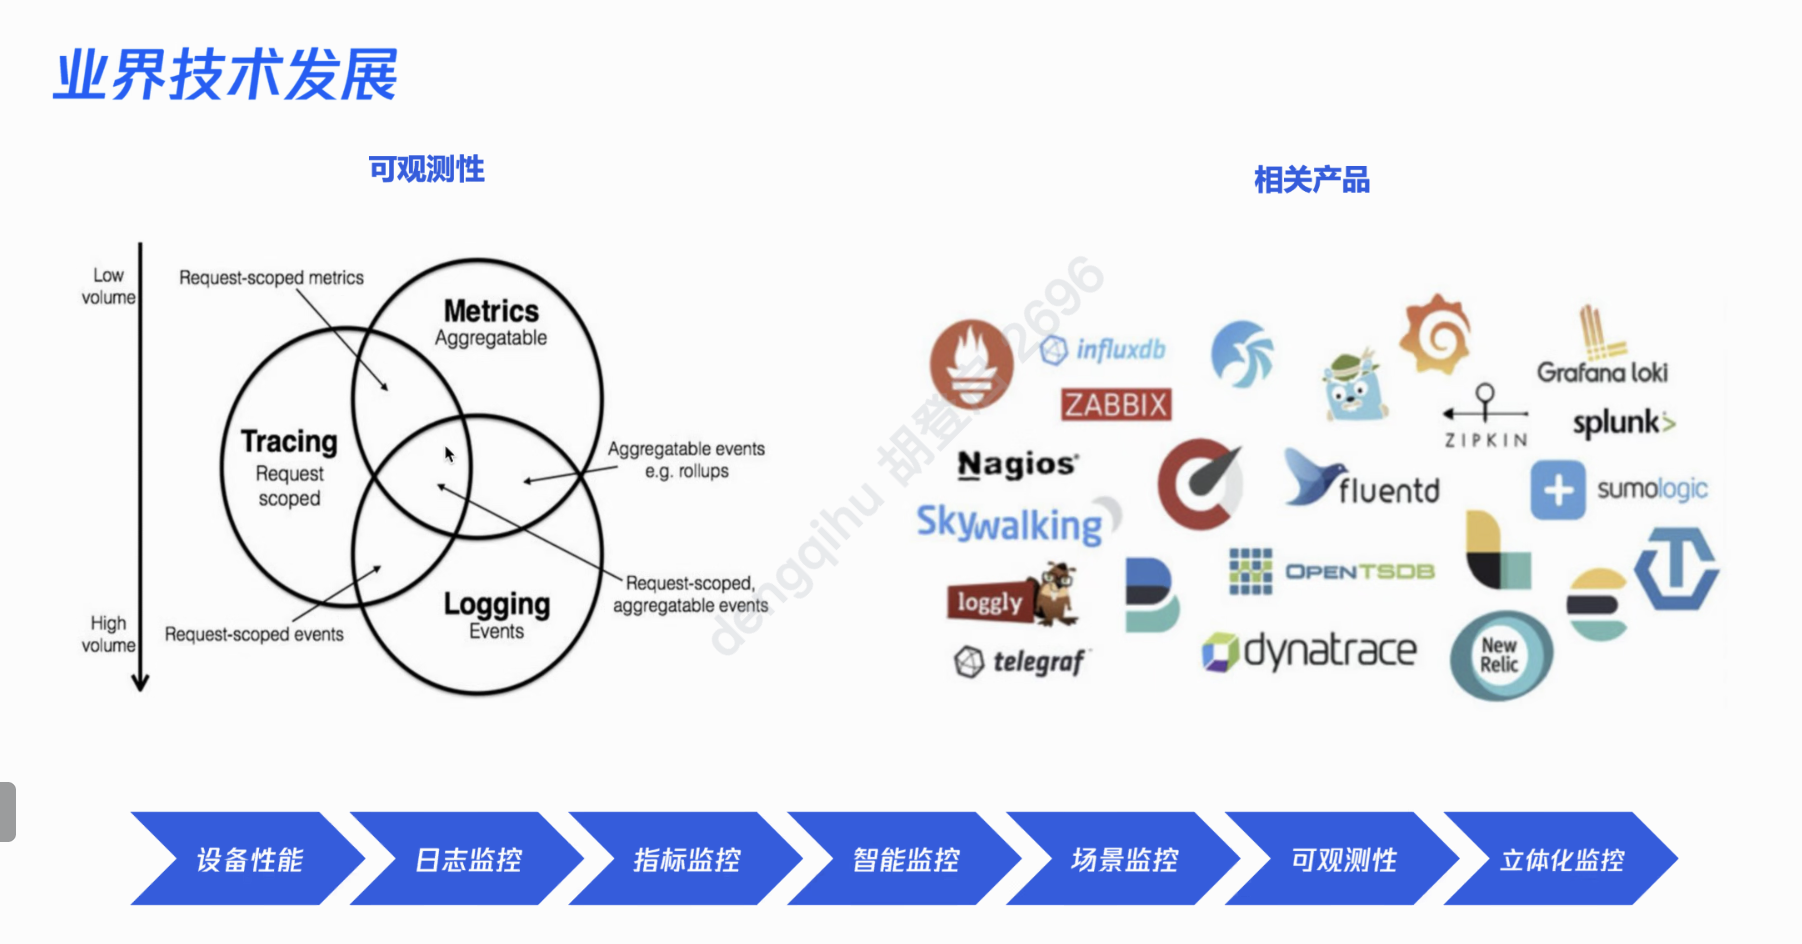 业界技术发展
可观测性
相关产品
Low
volume
High
volume
Request-scoped metrics
Metrics
Aggregatable
Tracing
Request
scoped
Aggregatable events
e.g. rollups
Request-scoped,
aggregatable events
Logging
Events
Request-scoped events
influxdb
ZABBIX
Grafana loki
ZIPKIN
splunk>
Nagios
fluentd
sumologic
Skywalking
OPENTSDB
loggly
telegraf
dynatrace
New
Relic
dengqihu 胡登 2696
设备性能
日志监控
指标监控
智能监控
场景监控
可观测性
立体化监控